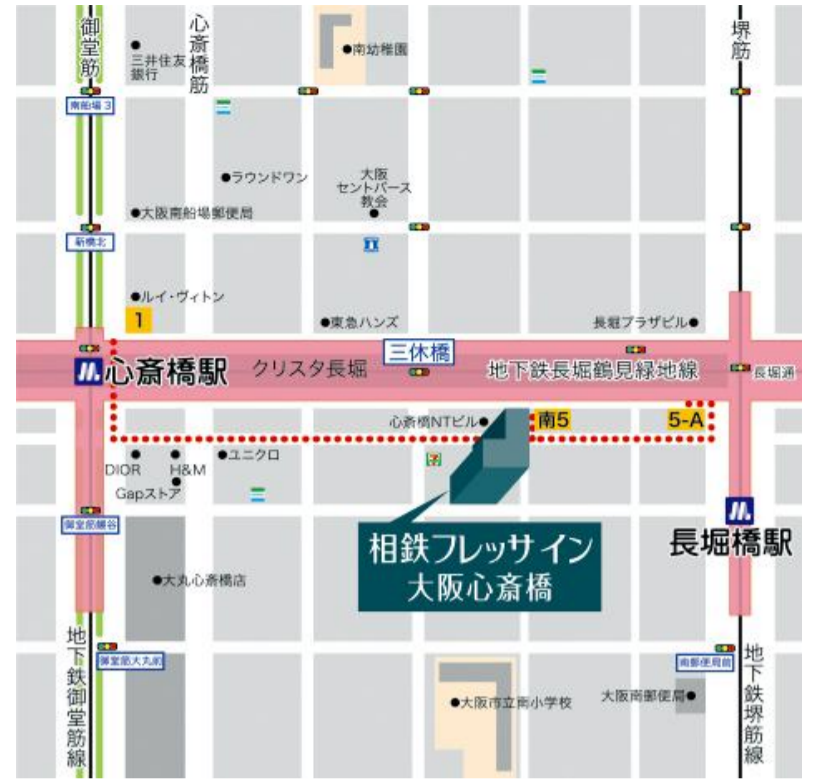 御堂筋
心斎橋筋
堺筋
三井住友
銀行
南幼稚園
南船場3
ラウンドワン
大阪
セントバース
教会
大阪南船場郵便局
新橋北
ルイ・ヴィトン
1
東急ハンズ
長堀プラザビル
三休橋
心斎橋駅
クリスタ長堀
地下鉄長堀鶴見緑地線
長堀通
心斎橋NTビル
南5
5-A
DIOR
H&M
ユニクロ
Gapストア
御堂筋鰻谷
長堀橋駅
相鉄フレッサイン
大阪心斎橋
大丸心斎橋店
地下鉄御堂筋線
御堂筋大丸前
南郵便局前
地下鉄堺筋線
大阪市立南小学校
大阪南郵便局